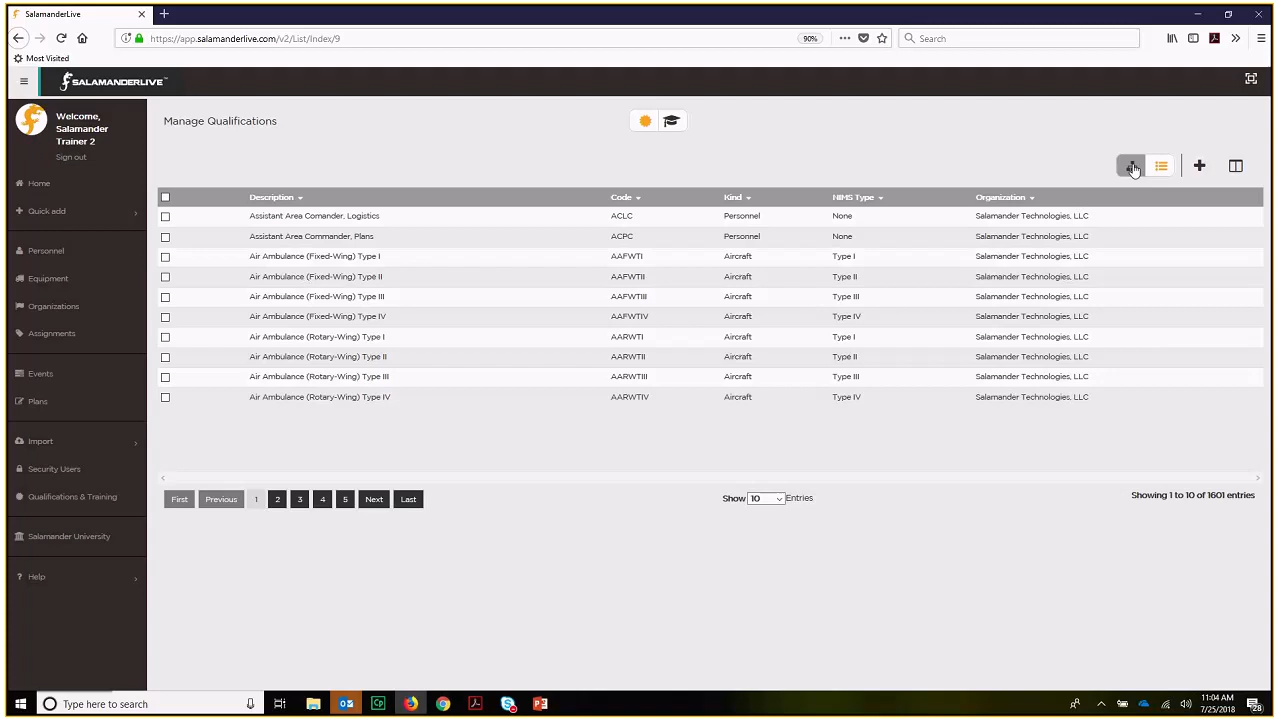 SalamanderLive
https://app.salamanderlive.com/v2/List/Index/9
90%
Search
Most Visited
SALAMANDERLIVE™
Welcome,
Salamander
Trainer 2
Sign out
Home
Quick add
Personnel
Equipment
Organizations
Assignments
Events
Plans
Import
Security Users
Qualifications & Training
Salamander University
? Help
Manage Qualifications
Description Code Kind NIMS Type Organization
Assistant Area Comander, Logistics ACLC Personnel None Salamander Technologies, LLC
Assistant Area Commander, Plans ACPC Personnel None Salamander Technologies, LLC
Air Ambulance (Fixed-Wing) Type I AAFWTI Aircraft Type I Salamander Technologies, LLC
Air Ambulance (Fixed-Wing) Type II AAFWTII Aircraft Type II Salamander Technologies, LLC
Air Ambulance (Fixed-Wing) Type III AAFWTIII Aircraft Type III Salamander Technologies, LLC
Air Ambulance (Fixed-Wing) Type IV AAFWTIV Aircraft Type IV Salamander Technologies, LLC
Air Ambulance (Rotary-Wing) Type I AARWTI Aircraft Type I Salamander Technologies, LLC
Air Ambulance (Rotary-Wing) Type II AARWTII Aircraft Type II Salamander Technologies, LLC
Air Ambulance (Rotary-Wing) Type III AARWTIII Aircraft Type III Salamander Technologies, LLC
Air Ambulance (Rotary-Wing) Type IV AARWTIV Aircraft Type IV Salamander Technologies, LLC
First Previous 1 2 3 4 5 Next Last
Show 10 Entries
Showing 1 to 10 of 1601 entries
Type here to search
11:04 AM
7/25/2018
28